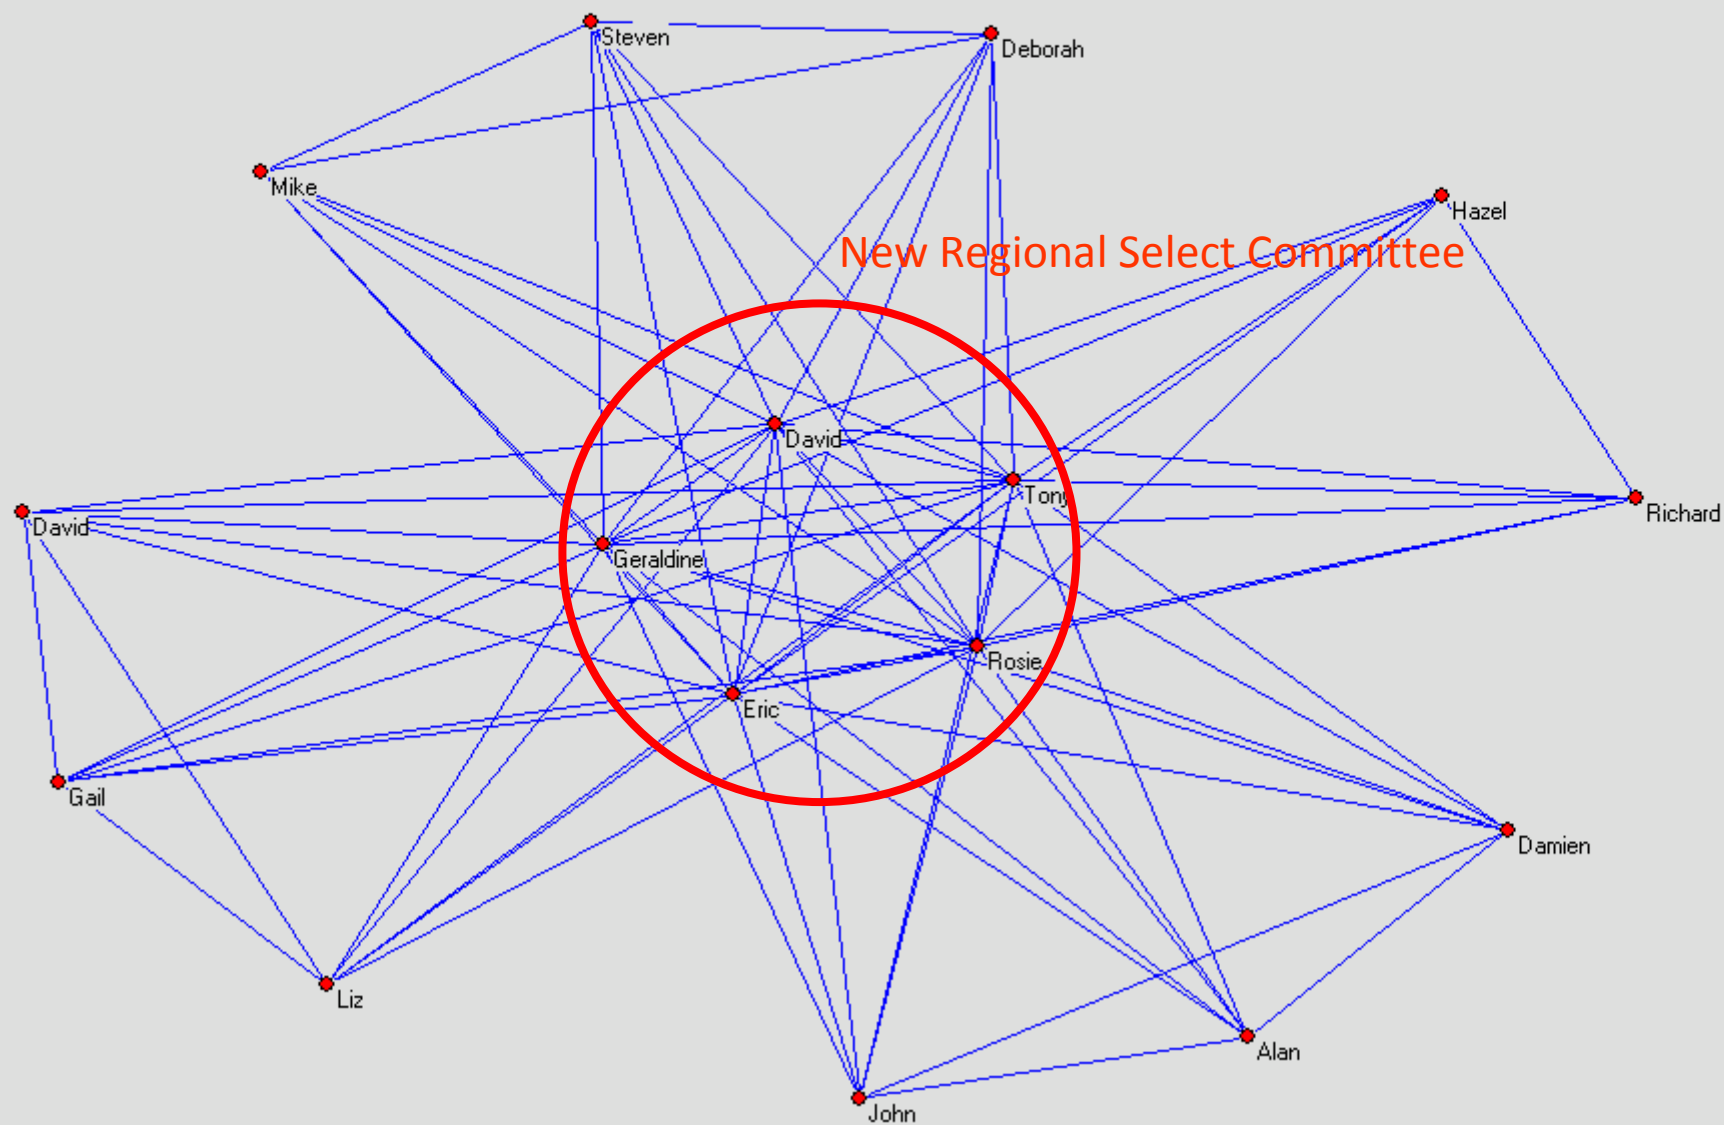 Steven
Deborah
Mike
Hazel
New Regional Select Committee
David
Tony
Richard
David
Geraldine
Rosie
Eric
Gail
Damien
Liz
Alan
John